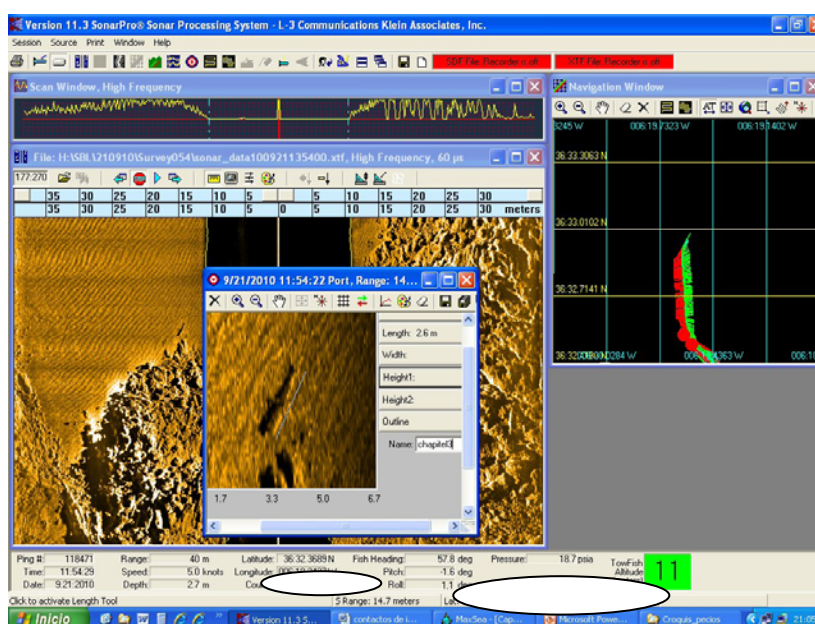 Version 11.3 SonarPro® Sonar Processing System - L-3 Communications Klein Associates, Inc.
Session Source Print Window Help
SDF File: Recorder is off XTF File: Recorder is off
Scan Window, High Frequency
Navigation Window
3245 W 006:19.7323 W 006:19.1402 W
36:33.3063 N
36:33.0102 N
36:32.7141 N
File: H:\SBL\210910\Survey054\sonar_data100921135400.xtf, High Frequency, 60 µs
177:270
35 30 25 20 15 10 5 5 10 15 20 25 30
35 30 25 20 15 10 5 0 5 10 15 20 25 30 meters
9/21/2010 11:54:22 Port, Range: 14...
Length: 2.6 m
Width:
Height1:
Height2:
Outline
Name: chapitel3
1.7 3.3 5.0 6.7
Ping #: 118471 Range: 40 m Latitude: 36:32.3689 N Fish Heading: 57.8 deg Pressure: 18.7 psia TowFish
Time: 11:54:29 Speed: 5.0 knots Longitude: Pitch: -1.6 deg Altitude 11
Date: 9:21:2010 Depth: 2.7 m Roll: 1.1
Click to activate Length Tool S Range: 14.7 meters
Inicio Version 11.3 S... contactos de i... MaxSea - [Cap... Microsoft Powe... Croquis_pecios 21:05